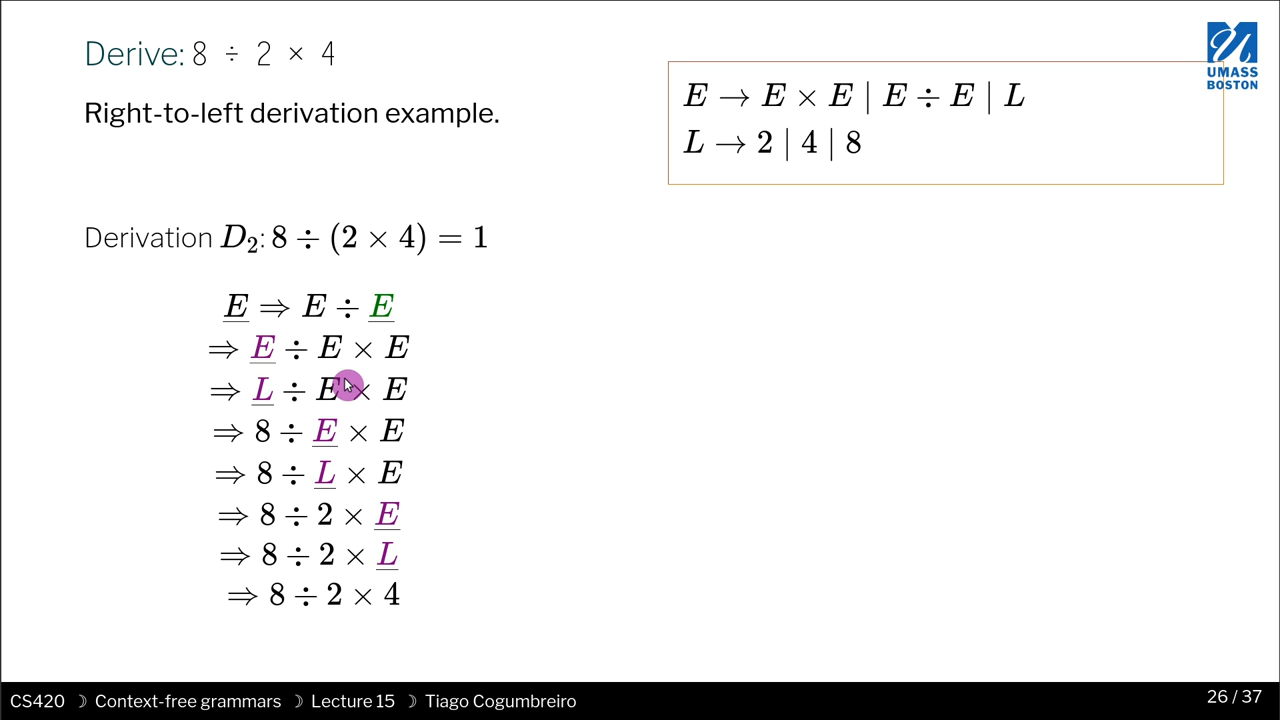 Derive: 8 ÷ 2 × 4
UMASS
BOSTON
E → E × E | E ÷ E | L
L → 2 | 4 | 8
Right-to-left derivation example.
Derivation D₂: 8 ÷ (2 × 4) = 1
E ⇒ E ÷ E
⇒ E ÷ E × E
⇒ L ÷ E × E
⇒ 8 ÷ E × E
⇒ 8 ÷ L × E
⇒ 8 ÷ 2 × E
⇒ 8 ÷ 2 × L
⇒ 8 ÷ 2 × 4
CS420 ☽ Context-free grammars ☽ Lecture 15 ☽ Tiago Cogumbreiro
26 / 37